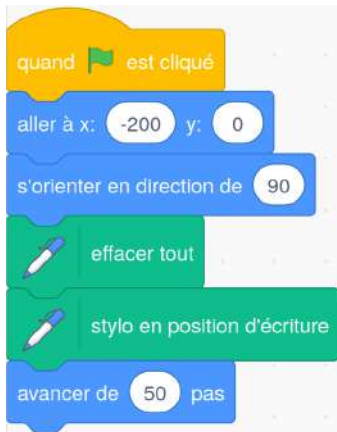 quand est cliqué
aller à x: -200 y: 0
s'orienter en direction de 90
effacer tout
stylo en position d'écriture
avancer de 50 pas